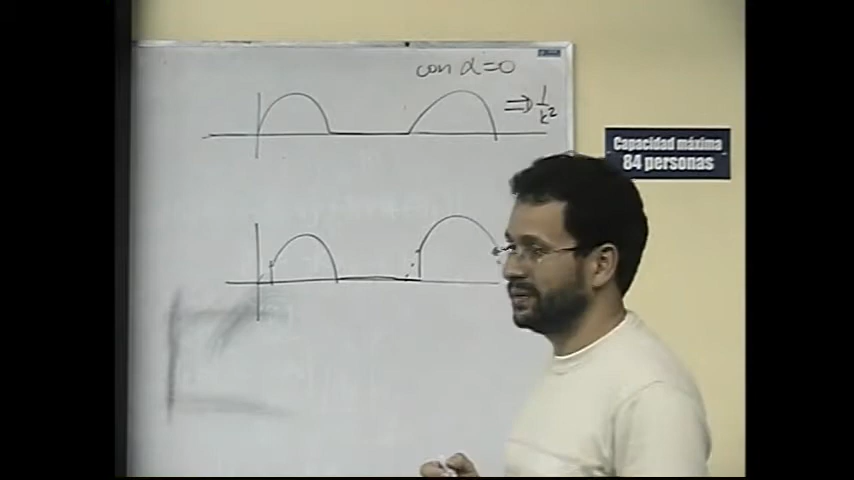 con α=0
⇒ 1/k²
Capacidad máxima
84 personas